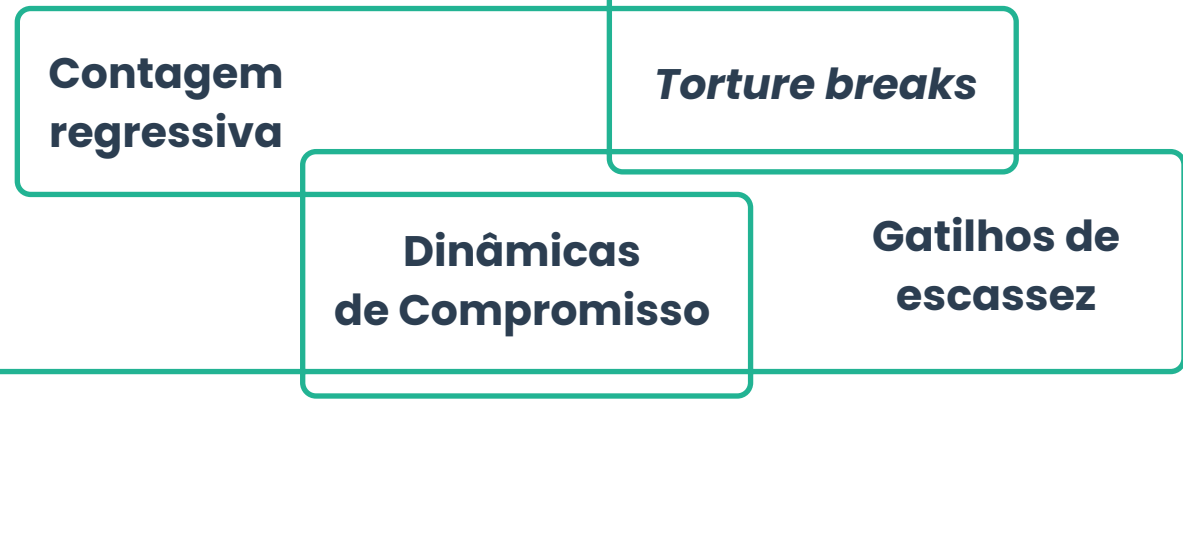 Contagem
regressiva
Torture breaks
Dinâmicas
de Compromisso
Gatilhos de
escassez